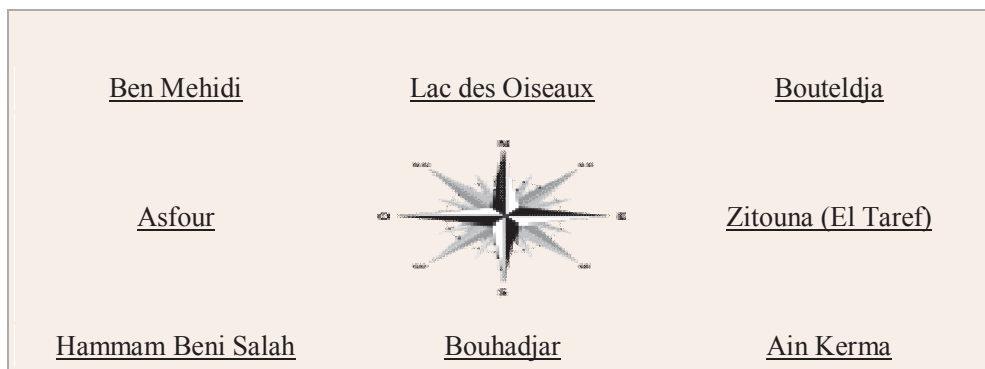 Ben Mehidi Lac des Oiseaux Bouteldja
N
O E
Asfour Zitouna (El Taref)
S
Hammam Beni Salah Bouhadjar Ain Kerma